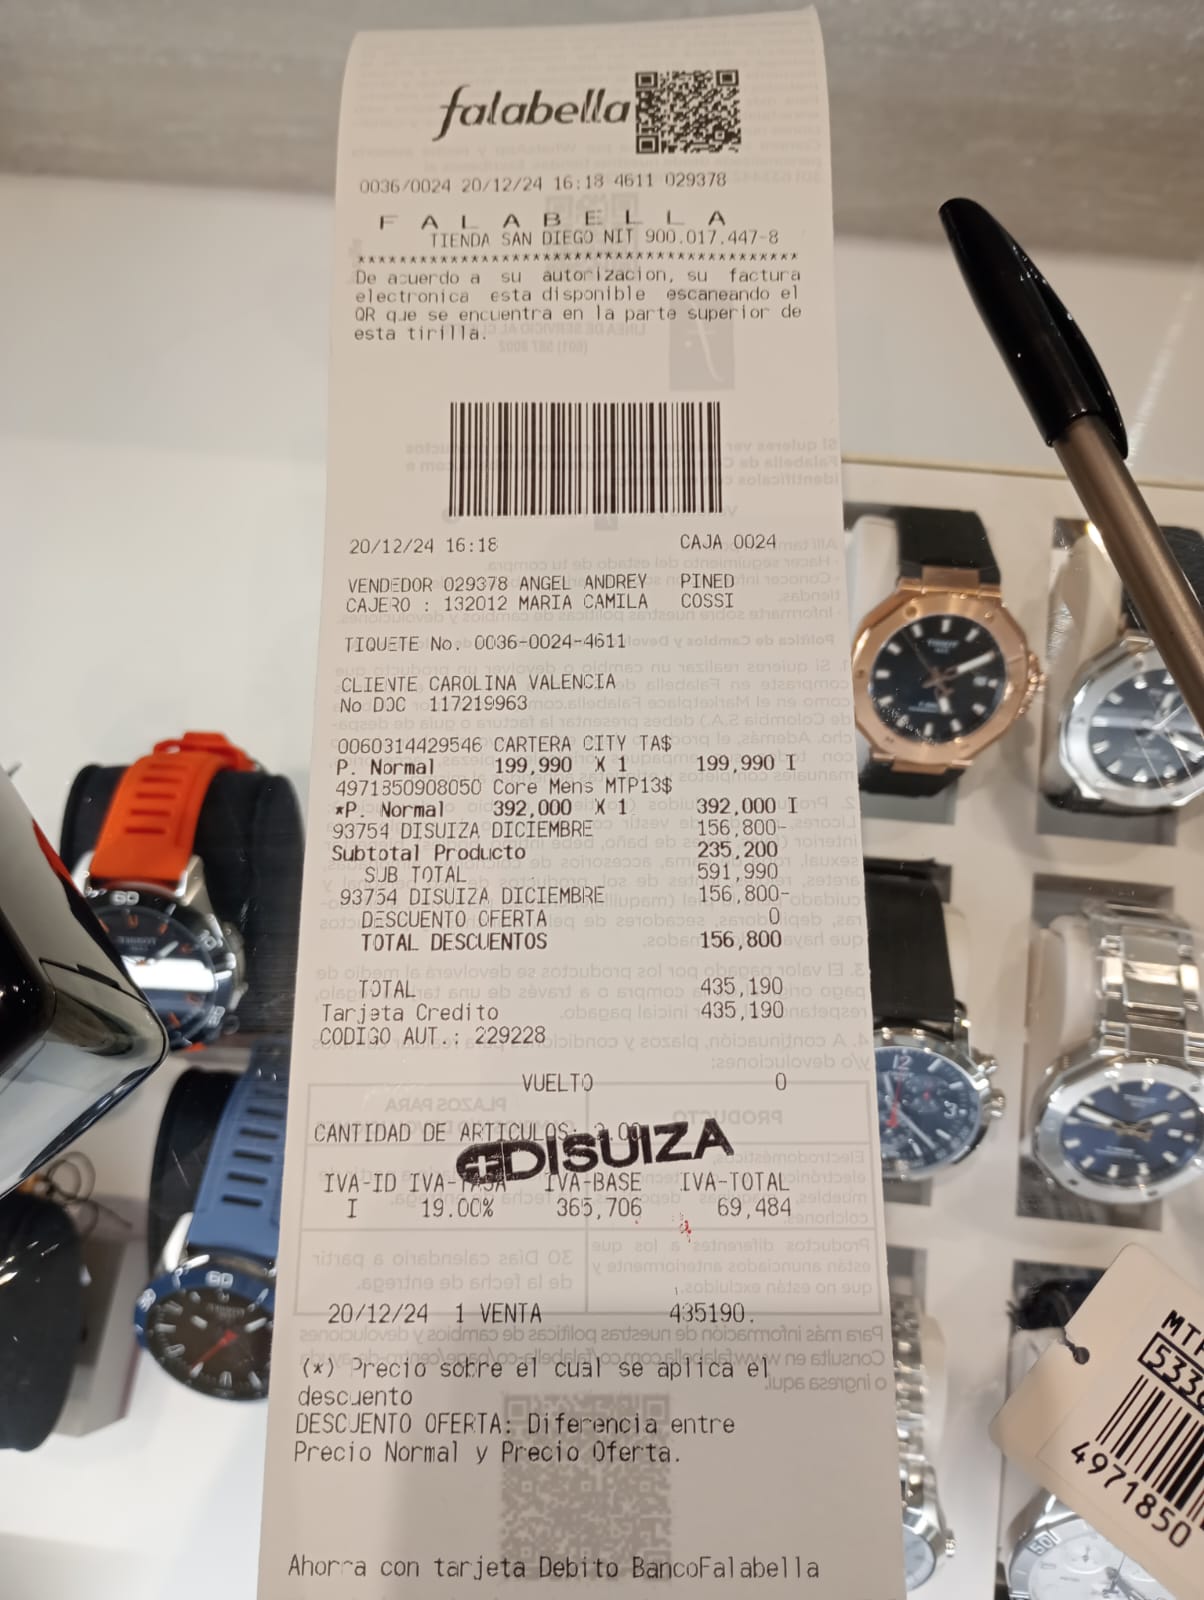 falabella
0036/0024 20/12/24 16:18 4611 029378
F A L A B E L L A
TIENDA SAN DIEGO NIT 900.017.447-8
****************************************
De acuerdo a su autorizacion, su factura
electronica esta disponible escaneando el
QR que se encuentra en la parte superior de
esta tirilla.
20/12/24 16:18 CAJA 0024
VENDEDOR 029378 ANGEL ANDREY PINED
CAJERO : 132012 MARIA CAMILA COSSI
TIQUETE No. 0036-0024-4611
CLIENTE CAROLINA VALENCIA
No DOC 117219963
0060314429546 CARTERA CITY TA$
P. Normal 199,990 X 1 199,990 I
4971850908050 Core Mens MTP13$
*P. Normal 392,000 X 1 392,000 I
93754 DISUIZA DICIEMBRE 156,800-
Subtotal Producto 235,200
SUB TOTAL 591,990
93754 DISUIZA DICIEMBRE 156,800-
DESCUENTO OFERTA 0
TOTAL DESCUENTOS 156,800
TOTAL 435,190
Tarjeta Credito 435,190
CODIGO AUT.: 229228
VUELTO 0
CANTIDAD DE ARTICULOS:
DISUIZA
IVA-ID IVA-TASA IVA-BASE IVA-TOTAL
I 19.00% 365,706 69,484
20/12/24 1 VENTA 435190.
(*) Precio sobre el cual se aplica el
descuento
DESCUENTO OFERTA: Diferencia entre
Precio Normal y Precio Oferta.
Ahorra con tarjeta Debito BancoFalabella
MTP
533
4971850